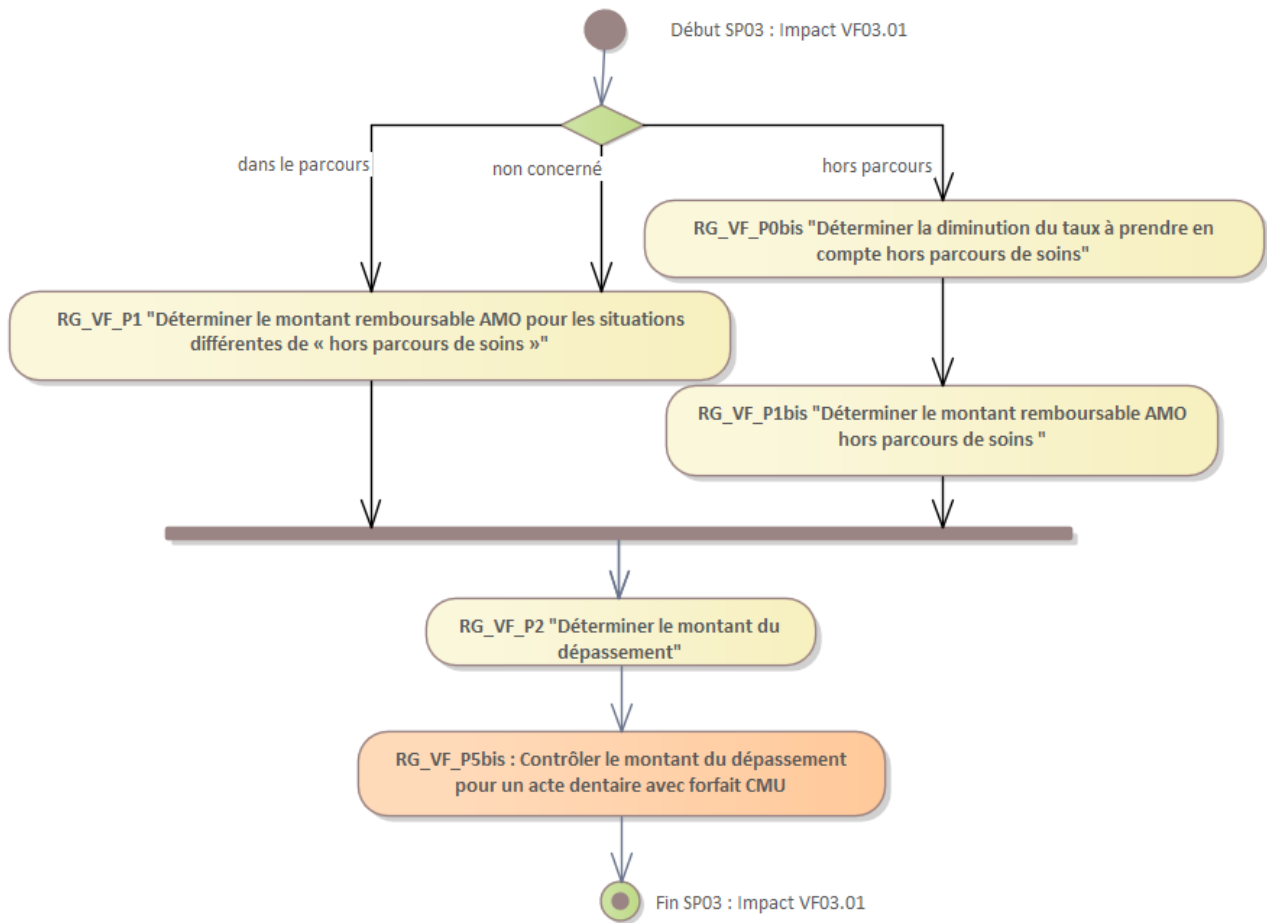 Début SP03 : Impact VF03.01
dans le parcours
non concerné
hors parcours
RG_VF_P0bis "Déterminer la diminution du taux à prendre en
compte hors parcours de soins"
RG_VF_P1 "Déterminer le montant remboursable AMO pour les situations
différentes de « hors parcours de soins »"
RG_VF_P1bis "Déterminer le montant remboursable AMO
hors parcours de soins "
RG_VF_P2 "Déterminer le montant du
dépassement"
RG_VF_P5bis : Contrôler le montant du dépassement
pour un acte dentaire avec forfait CMU
Fin SP03 : Impact VF03.01